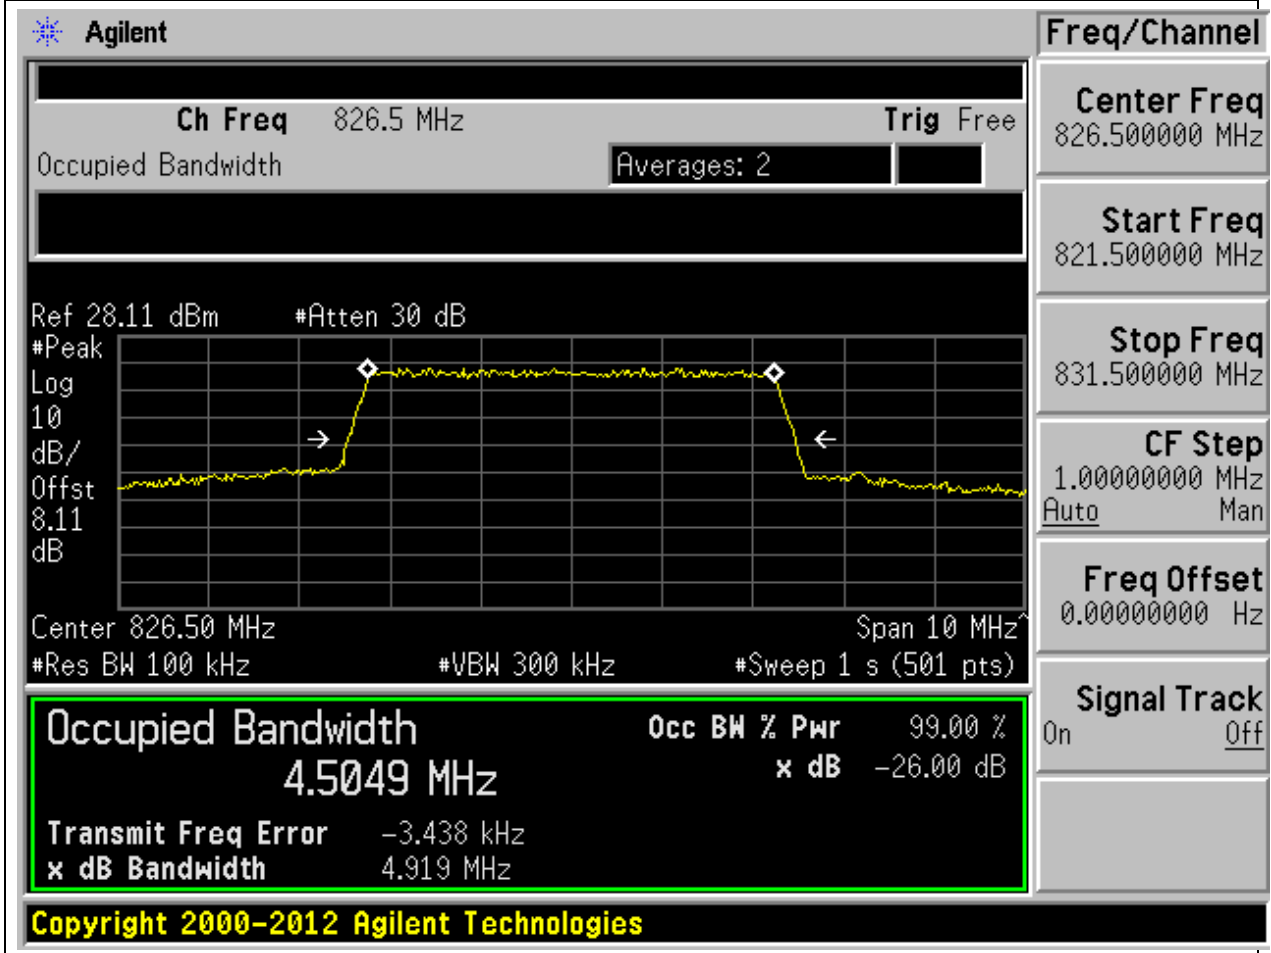 Agilent
Freq/Channel
Ch Freq 826.5 MHz Trig Free
Occupied Bandwidth Averages: 2
Center Freq
826.500000 MHz
Start Freq
821.500000 MHz
Stop Freq
831.500000 MHz
CF Step
1.00000000 MHz
Auto Man
Freq Offset
0.00000000 Hz
Signal Track
On Off
Ref 28.11 dBm #Atten 30 dB
#Peak
Log
10
dB/
Offst
8.11
dB
Center 826.50 MHz Span 10 MHz^
#Res BW 100 kHz #VBW 300 kHz #Sweep 1 s (501 pts)
Occupied Bandwidth Occ BW % Pwr 99.00 %
4.5049 MHz x dB -26.00 dB
Transmit Freq Error -3.438 kHz
x dB Bandwidth 4.919 MHz
Copyright 2000-2012 Agilent Technologies